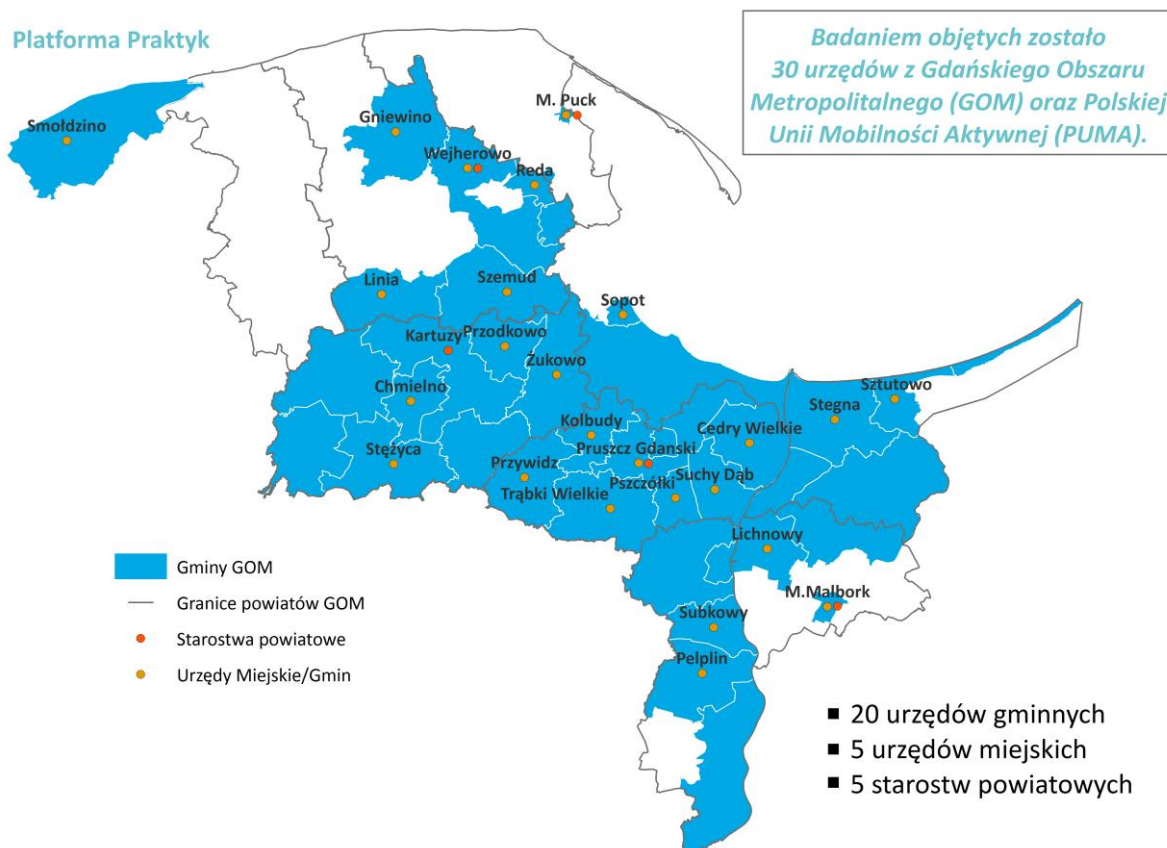 Platforma Praktyk
Badaniem objętych zostało
30 urzędów z Gdańskiego Obszaru
Metropolitalnego (GOM) oraz Polskiej
Unii Mobilności Aktywnej (PUMA).
M. Puck
Smołdzino
Gniewino
Wejherowo
Reda
Linia
Szemud
Sopot
Kartuzy
Przodkowo
Żukowo
Chmielno
Sztutowo
Stegna
Kolbudy
Cedry Wielkie
Pruszcz Gdanski
Stężyca
Przywidz
Pszczółki
Suchy Dąb
Trąbki Wielkie
Lichnowy
M.Malbork
Subkowy
Pelplin
Gminy GOM
Granice powiatów GOM
Starostwa powiatowe
Urzędy Miejskie/Gmin
20 urzędów gminnych
5 urzędów miejskich
5 starostw powiatowych